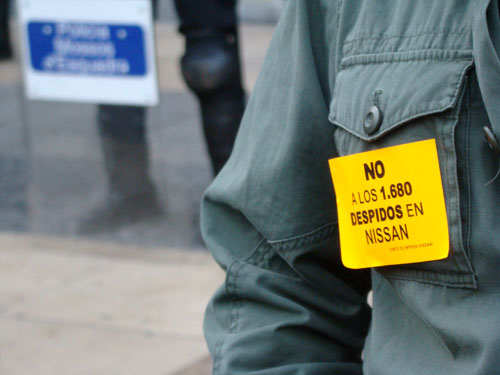 Policia
Mossos
d'Esquadra
NO
A LOS 1.680
DESPIDOS EN
NISSAN